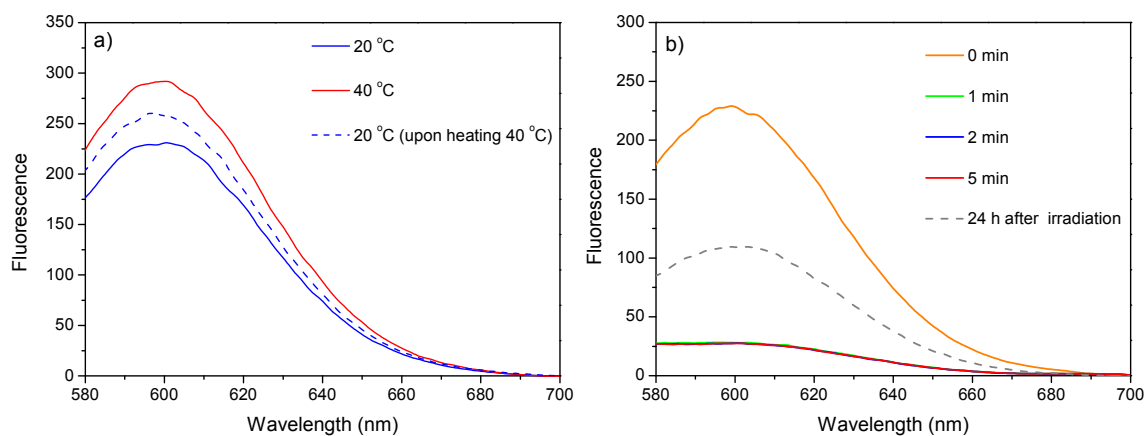 a)
20 °C
40 °C
20 °C (upon heating 40 °C)
Fluorescence
350
300
250
200
150
100
50
0
580
600
620
640
660
680
700
Wavelength (nm)
b)
0 min
1 min
2 min
5 min
24 h after irradiation
Fluorescence
300
250
200
150
100
50
0
580
600
620
640
660
680
700
Wavelength (nm)